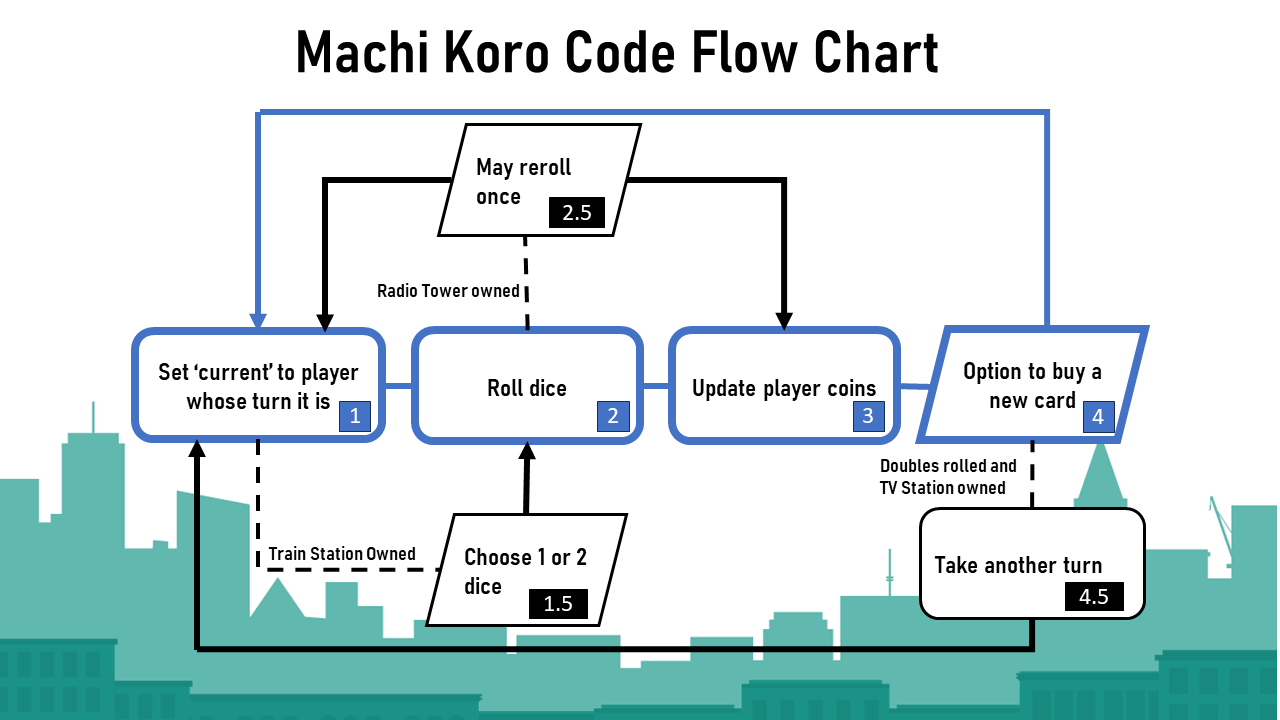 Machi Koro Code Flow Chart
May reroll
once
2.5
Radio Tower owned
Set ‘current’ to player
whose turn it is
1
Roll dice
2
Update player coins
3
Option to buy a
new card
4
Doubles rolled and
TV Station owned
Train Station Owned
Choose 1 or 2
dice
1.5
Take another turn
4.5